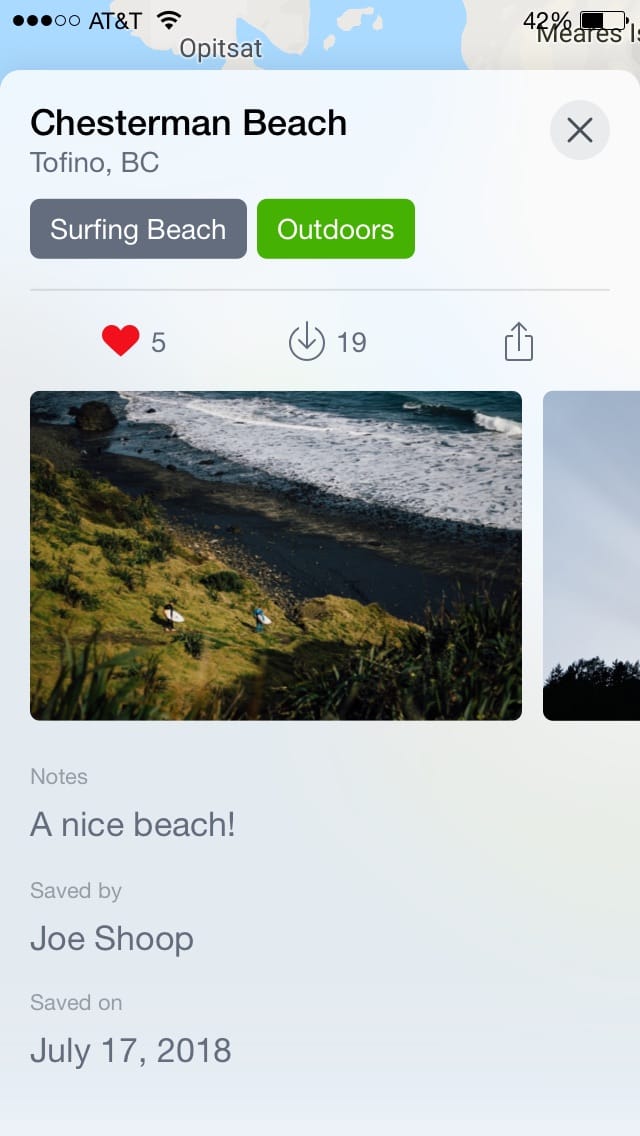 ●●●○○ AT&T 42%
Opitsat
Meares Is
Chesterman Beach
Tofino, BC
Surfing Beach
Outdoors
5
19
Notes
A nice beach!
Saved by
Joe Shoop
Saved on
July 17, 2018